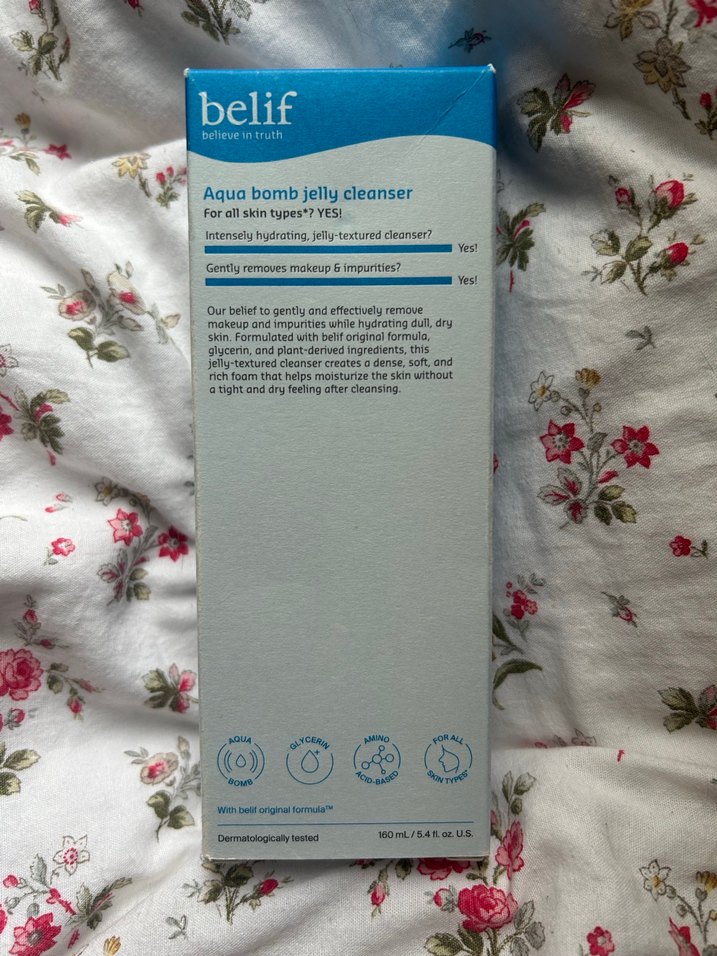 belif
believe in truth
Aqua bomb jelly cleanser
For all skin types*? YES!
Intensely hydrating, jelly-textured cleanser?
Yes!
Gently removes makeup & impurities?
Yes!
Our belief to gently and effectively remove
makeup and impurities while hydrating dull, dry
skin. Formulated with belif original formula,
glycerin, and plant-derived ingredients, this
jelly-textured cleanser creates a dense, soft, and
rich foam that helps moisturize the skin without
a tight and dry feeling after cleansing.
AQUA
BOMB
GLYCERIN
AMINO
ACID-BASED
FOR ALL
SKIN TYPES*
With belif original formula™
Dermatologically tested
160 mL / 5.4 fl. oz. U.S.